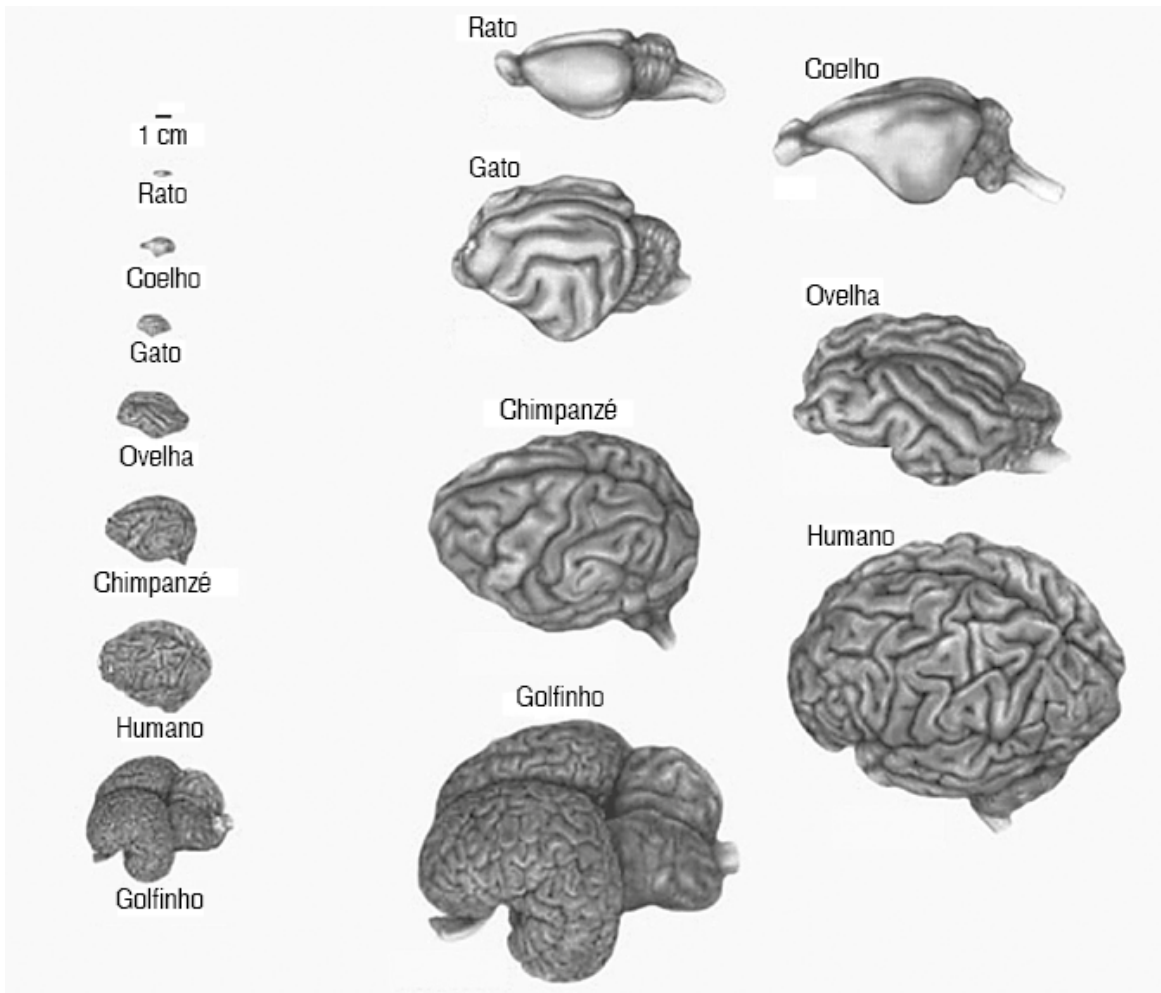 1 cm
Rato
Coelho
Gato
Ovelha
Chimpanzé
Humano
Golfinho
Rato
Coelho
Gato
Ovelha
Chimpanzé
Humano
Golfinho